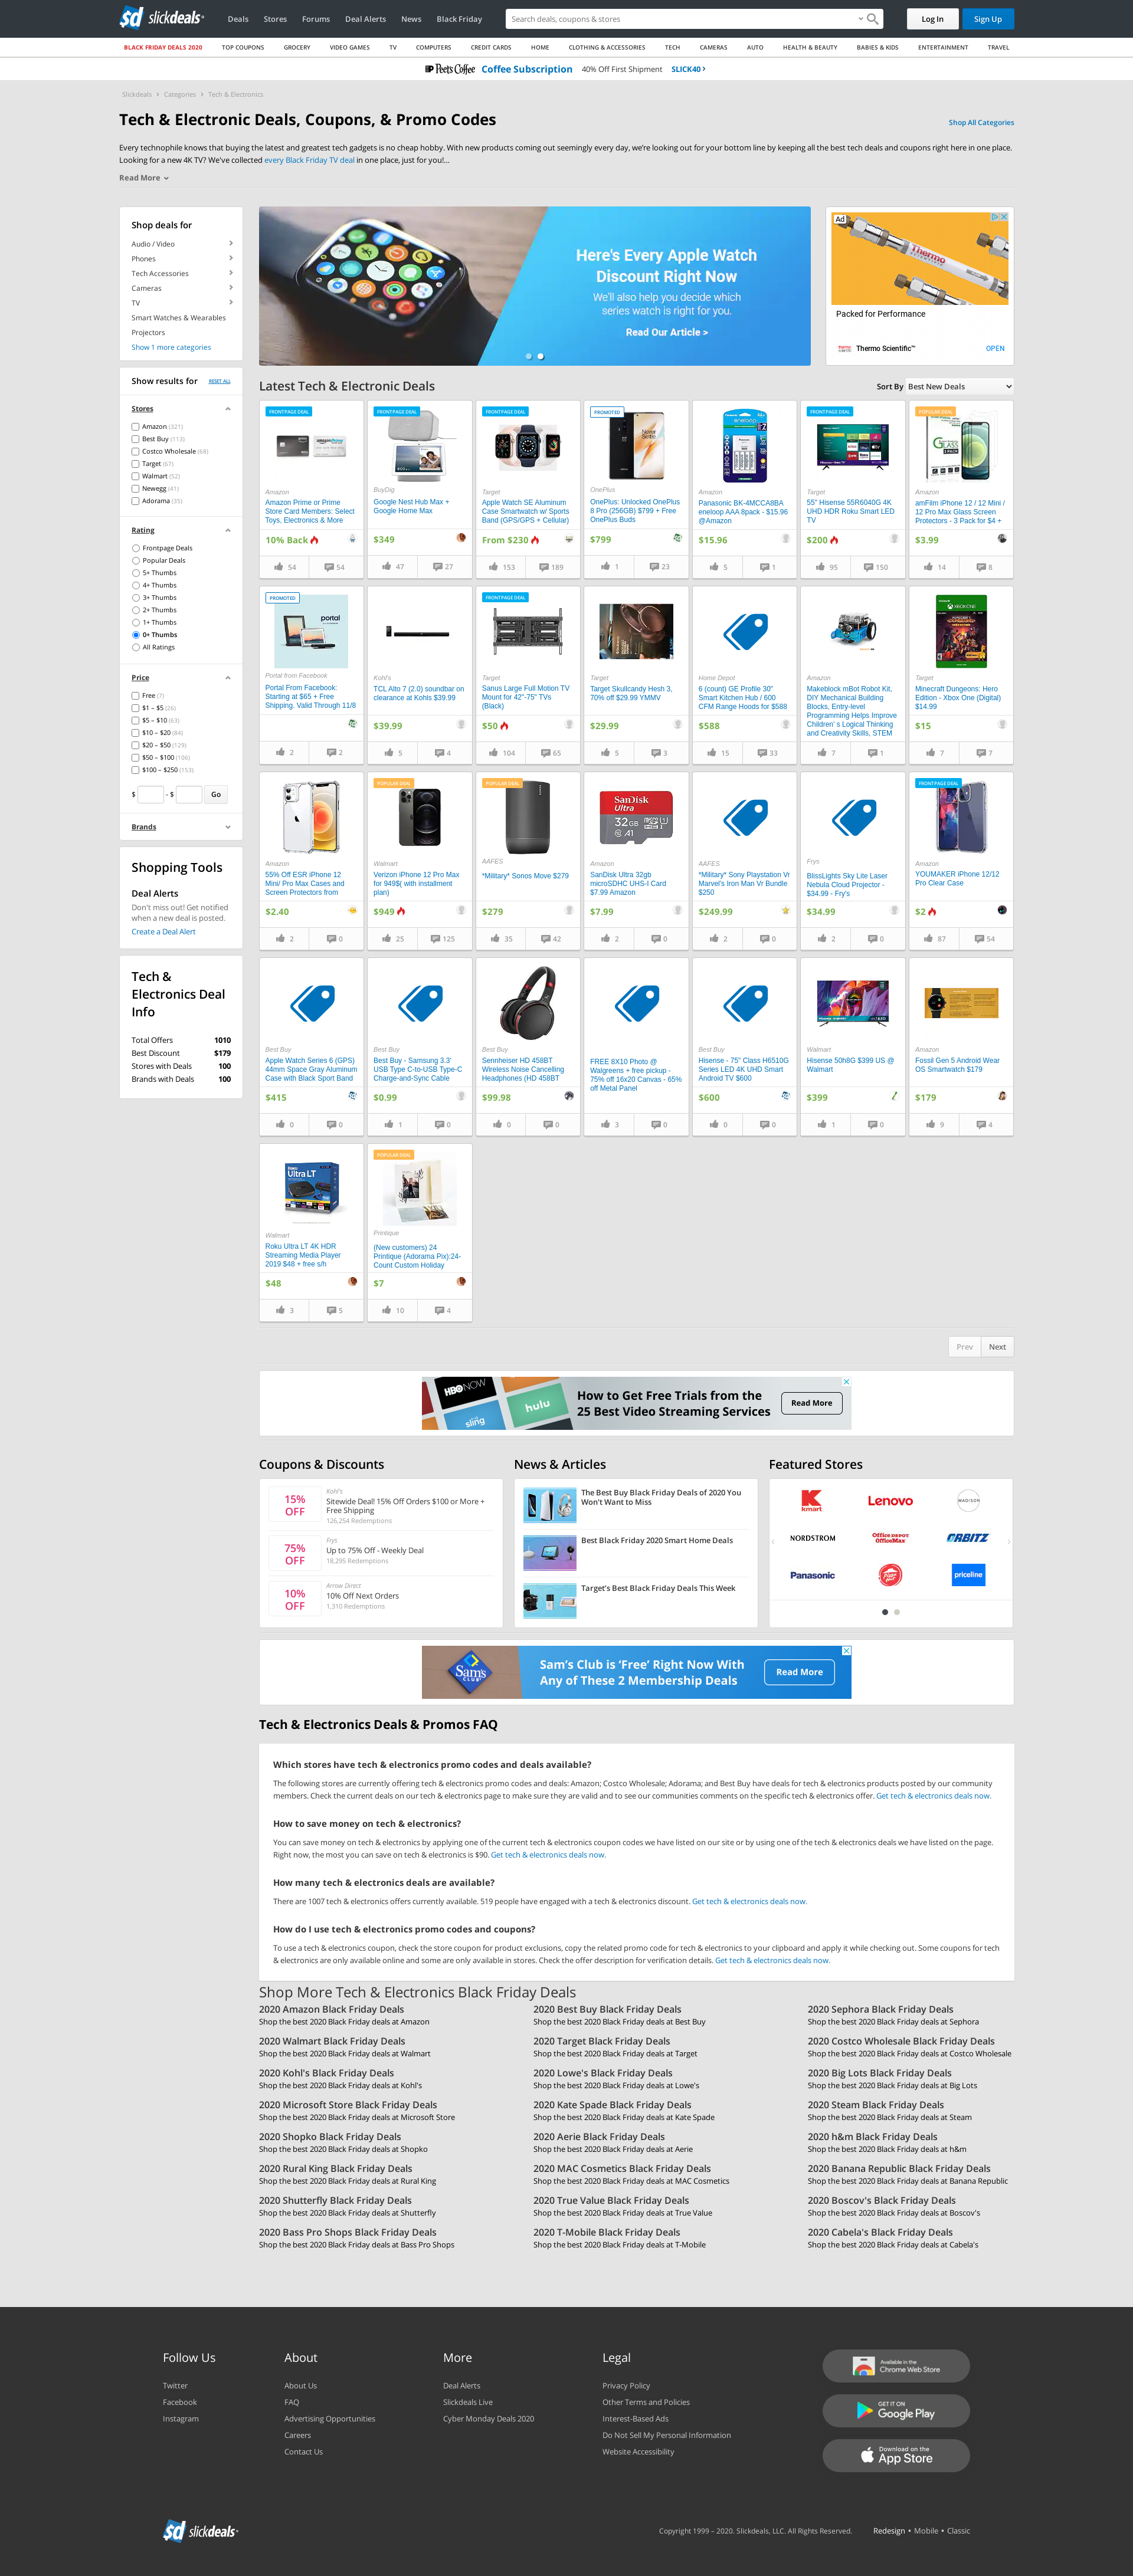 sd slickdeals
Deals
Stores
Forums
Deal Alerts
News
Black Friday
Search deals, coupons & stores
Log In
Sign Up
BLACK FRIDAY DEALS 2020
TOP COUPONS
GROCERY
VIDEO GAMES
TV
COMPUTERS
CREDIT CARDS
HOME
CLOTHING & ACCESSORIES
TECH
CAMERAS
AUTO
HEALTH & BEAUTY
BABIES & KIDS
ENTERTAINMENT
TRAVEL
Peet's Coffee Coffee Subscription 40% Off First Shipment SLICK40 >
Slickdeals > Categories > Tech & Electronics
Tech & Electronic Deals, Coupons, & Promo Codes
Shop All Categories
Every technophile knows that buying the latest and greatest tech gadgets is no cheap hobby. With new products coming out seemingly every day, we're looking out for your bottom line by keeping all the best tech deals and coupons right here in one place.
Looking for a new 4K TV? We've collected every Black Friday TV deal in one place, just for you!...
Read More
Shop deals for
Audio / Video
Phones
Tech Accessories
Cameras
TV
Smart Watches & Wearables
Projectors
Show 1 more categories
Here's Every Apple Watch
Discount Right Now
We'll also help you decide which
series watch is right for you.
Read Our Article >
Ad
Thermo
Packed for Performance
Thermo Scientific™
OPEN
Show results for
RESET ALL
Stores
Amazon (321)
Best Buy (113)
Costco Wholesale (68)
Target (67)
Walmart (52)
Newegg (41)
Adorama (35)
Rating
Frontpage Deals
Popular Deals
5+ Thumbs
4+ Thumbs
3+ Thumbs
2+ Thumbs
1+ Thumbs
0+ Thumbs
All Ratings
Price
Free (7)
$1 – $5 (26)
$5 – $10 (63)
$10 – $20 (84)
$20 – $50 (129)
$50 – $100 (106)
$100 – $250 (153)
$ - $ Go
Brands
Shopping Tools
Deal Alerts
Don't miss out! Get notified
when a new deal is posted.
Create a Deal Alert
Tech &
Electronics Deal
Info
Total Offers 1010
Best Discount $179
Stores with Deals 100
Brands with Deals 100
Latest Tech & Electronic Deals
Sort By Best New Deals
FRONTPAGE DEAL
Amazon
Amazon Prime or Prime
Store Card Members: Select
Toys, Electronics & More
10% Back
54 54
FRONTPAGE DEAL
BuyDig
Google Nest Hub Max +
Google Home Max
$349
47 27
FRONTPAGE DEAL
Target
Apple Watch SE Aluminum
Case Smartwatch w/ Sports
Band (GPS/GPS + Cellular)
From $230
153 189
PROMOTED
Never
Settle
OnePlus
OnePlus: Unlocked OnePlus
8 Pro (256GB) $799 + Free
OnePlus Buds
$799
1 23
eneloop
Amazon
Panasonic BK-4MCCA8BA
eneloop AAA 8pack - $15.96
@Amazon
$15.96
5 1
FRONTPAGE DEAL
Target
55" Hisense 55R6040G 4K
UHD HDR Roku Smart LED
TV
$200
95 150
POPULAR DEAL
Amazon
amFilm iPhone 12 / 12 Mini /
12 Pro Max Glass Screen
Protectors - 3 Pack for $4 +
$3.99
14 8
PROMOTED
portal
Portal from Facebook
Portal From Facebook:
Starting at $65 + Free
Shipping. Valid Through 11/8
2 2
Kohl's
TCL Alto 7 (2.0) soundbar on
clearance at Kohls $39.99
$39.99
5 4
FRONTPAGE DEAL
Target
Sanus Large Full Motion TV
Mount for 42"-75" TVs
(Black)
$50
104 65
Target
Target Skullcandy Hesh 3,
70% off $29.99 YMMV
$29.99
5 3
Home Depot
6 (count) GE Profile 30"
Smart Kitchen Hub / 600
CFM Range Hoods for $588
$588
15 33
Amazon
Makeblock mBot Robot Kit,
DIY Mechanical Building
Blocks, Entry-level
Programming Helps Improve
Children' s Logical Thinking
and Creativity Skills, STEM
7 1
XBOX ONE
Target
Minecraft Dungeons: Hero
Edition - Xbox One (Digital)
$14.99
$15
7 7
Amazon
55% Off ESR iPhone 12
Mini/ Pro Max Cases and
Screen Protectors from
$2.40
2 0
POPULAR DEAL
Walmart
Verizon iPhone 12 Pro Max
for 949$( with installment
plan)
$949
25 125
POPULAR DEAL
AAFES
*Military* Sonos Move $279
$279
35 42
SanDisk
Ultra
32GB
A1
Amazon
SanDisk Ultra 32gb
microSDHC UHS-I Card
$7.99 Amazon
$7.99
2 0
AAFES
*Military* Sony Playstation Vr
Marvel's Iron Man Vr Bundle
$250
$249.99
2 0
Frys
BlissLights Sky Lite Laser
Nebula Cloud Projector -
$34.99 - Fry's
$34.99
2 0
FRONTPAGE DEAL
Amazon
YOUMAKER iPhone 12/12
Pro Clear Case
$2
87 54
Best Buy
Apple Watch Series 6 (GPS)
44mm Space Gray Aluminum
Case with Black Sport Band
$415
0 0
Best Buy
Best Buy - Samsung 3.3'
USB Type C-to-USB Type-C
Charge-and-Sync Cable
$0.99
1 0
Best Buy
Sennheiser HD 458BT
Wireless Noise Cancelling
Headphones (HD 458BT
$99.98
0 0
FREE 8X10 Photo @
Walgreens + free pickup -
75% off 16x20 Canvas - 65%
off Metal Panel
3 0
Best Buy
Hisense - 75" Class H6510G
Series LED 4K UHD Smart
Android TV $600
$600
0 0
Walmart
Hisense 50h8G $399 US @
Walmart
$399
1 0
Amazon
Fossil Gen 5 Android Wear
OS Smartwatch $179
$179
9 4
Roku
Ultra LT
Walmart
Roku Ultra LT 4K HDR
Streaming Media Player
2019 $48 + free s/h
$48
3 5
POPULAR DEAL
Printique
(New customers) 24
Printique (Adorama Pix):24-
Count Custom Holiday
$7
10 4
Prev Next
HBO NOW
sling
hulu
How to Get Free Trials from the
25 Best Video Streaming Services
Read More
Coupons & Discounts
15%
OFF
Kohl's
Sitewide Deal! 15% Off Orders $100 or More +
Free Shipping
126,254 Redemptions
75%
OFF
Frys
Up to 75% Off - Weekly Deal
18,295 Redemptions
10%
OFF
Arrow Direct
10% Off Next Orders
1,310 Redemptions
News & Articles
The Best Buy Black Friday Deals of 2020 You
Won't Want to Miss
Best Black Friday 2020 Smart Home Deals
Target's Best Black Friday Deals This Week
Featured Stores
kmart
Lenovo
MADISON
NORDSTROM
Office DEPOT
OfficeMax
ORBITZ
Panasonic
Pizza Hut
priceline
Sam's
CLUB
Sam's Club is 'Free' Right Now With
Any of These 2 Membership Deals
Read More
Tech & Electronics Deals & Promos FAQ
Which stores have tech & electronics promo codes and deals available?
The following stores are currently offering tech & electronics promo codes and deals: Amazon; Costco Wholesale; Adorama; and Best Buy have deals for tech & electronics products posted by our community
members. Check the current deals on our tech & electronics page to make sure they are valid and to see our communities comments on the specific tech & electronics offer. Get tech & electronics deals now.
How to save money on tech & electronics?
You can save money on tech & electronics by applying one of the current tech & electronics coupon codes we have listed on our site or by using one of the tech & electronics deals we have listed on the page.
Right now, the most you can save on tech & electronics is $90. Get tech & electronics deals now.
How many tech & electronics deals are available?
There are 1007 tech & electronics offers currently available. 519 people have engaged with a tech & electronics discount. Get tech & electronics deals now.
How do I use tech & electronics promo codes and coupons?
To use a tech & electronics coupon, check the store coupon for product exclusions, copy the related promo code for tech & electronics to your clipboard and apply it while checking out. Some coupons for tech
& electronics are only available online and some are only available in stores. Check the offer description for verification details. Get tech & electronics deals now.
Shop More Tech & Electronics Black Friday Deals
2020 Amazon Black Friday Deals
Shop the best 2020 Black Friday deals at Amazon
2020 Best Buy Black Friday Deals
Shop the best 2020 Black Friday deals at Best Buy
2020 Sephora Black Friday Deals
Shop the best 2020 Black Friday deals at Sephora
2020 Walmart Black Friday Deals
Shop the best 2020 Black Friday deals at Walmart
2020 Target Black Friday Deals
Shop the best 2020 Black Friday deals at Target
2020 Costco Wholesale Black Friday Deals
Shop the best 2020 Black Friday deals at Costco Wholesale
2020 Kohl's Black Friday Deals
Shop the best 2020 Black Friday deals at Kohl's
2020 Lowe's Black Friday Deals
Shop the best 2020 Black Friday deals at Lowe's
2020 Big Lots Black Friday Deals
Shop the best 2020 Black Friday deals at Big Lots
2020 Microsoft Store Black Friday Deals
Shop the best 2020 Black Friday deals at Microsoft Store
2020 Kate Spade Black Friday Deals
Shop the best 2020 Black Friday deals at Kate Spade
2020 Steam Black Friday Deals
Shop the best 2020 Black Friday deals at Steam
2020 Shopko Black Friday Deals
Shop the best 2020 Black Friday deals at Shopko
2020 Aerie Black Friday Deals
Shop the best 2020 Black Friday deals at Aerie
2020 h&m Black Friday Deals
Shop the best 2020 Black Friday deals at h&m
2020 Rural King Black Friday Deals
Shop the best 2020 Black Friday deals at Rural King
2020 MAC Cosmetics Black Friday Deals
Shop the best 2020 Black Friday deals at MAC Cosmetics
2020 Banana Republic Black Friday Deals
Shop the best 2020 Black Friday deals at Banana Republic
2020 Shutterfly Black Friday Deals
Shop the best 2020 Black Friday deals at Shutterfly
2020 True Value Black Friday Deals
Shop the best 2020 Black Friday deals at True Value
2020 Boscov's Black Friday Deals
Shop the best 2020 Black Friday deals at Boscov's
2020 Bass Pro Shops Black Friday Deals
Shop the best 2020 Black Friday deals at Bass Pro Shops
2020 T-Mobile Black Friday Deals
Shop the best 2020 Black Friday deals at T-Mobile
2020 Cabela's Black Friday Deals
Shop the best 2020 Black Friday deals at Cabela's
Follow Us
Twitter
Facebook
Instagram
About
About Us
FAQ
Advertising Opportunities
Careers
Contact Us
More
Deal Alerts
Slickdeals Live
Cyber Monday Deals 2020
Legal
Privacy Policy
Other Terms and Policies
Interest-Based Ads
Do Not Sell My Personal Information
Website Accessibility
Available in the
Chrome Web Store
GET IT ON
Google Play
Download on the
App Store
sd slickdeals
Copyright 1999 – 2020. Slickdeals, LLC. All Rights Reserved.
Redesign • Mobile • Classic